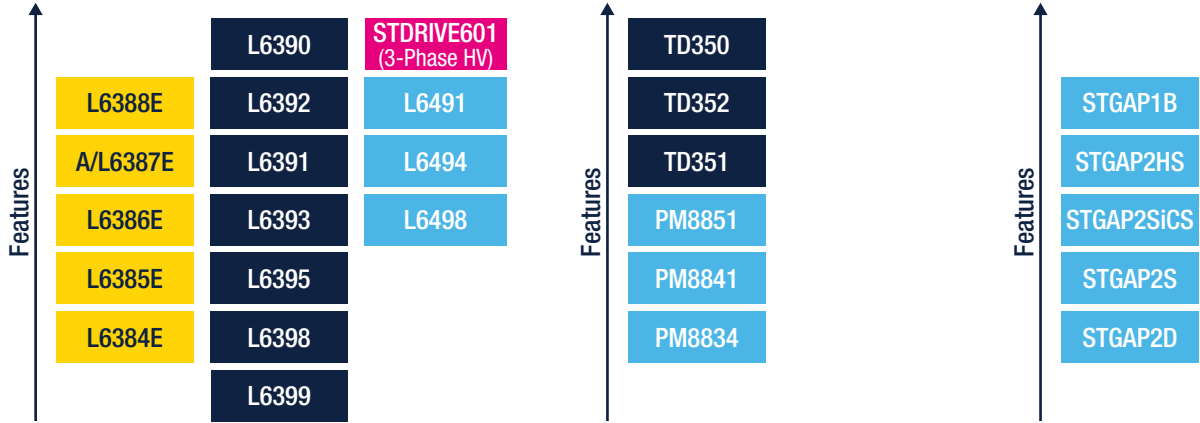 Features
L6388E
A/L6387E
L6386E
L6385E
L6384E
L6390
L6392
L6391
L6393
L6395
L6398
L6399
STDRIVE601
(3-Phase HV)
L6491
L6494
L6498
Features
TD350
TD352
TD351
PM8851
PM8841
PM8834
Features
STGAP1B
STGAP2HS
STGAP2SiCS
STGAP2S
STGAP2D